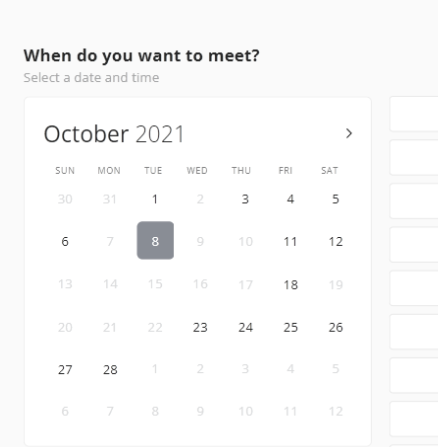 When do you want to meet?
Select a date and time
October 2021
SUN MON TUE WED THU FRI SAT
30 31 1 2 3 4 5
6 7 8 9 10 11 12
13 14 15 16 17 18 19
20 21 22 23 24 25 26
27 28 1 2 3 4 5
6 7 8 9 10 11 12